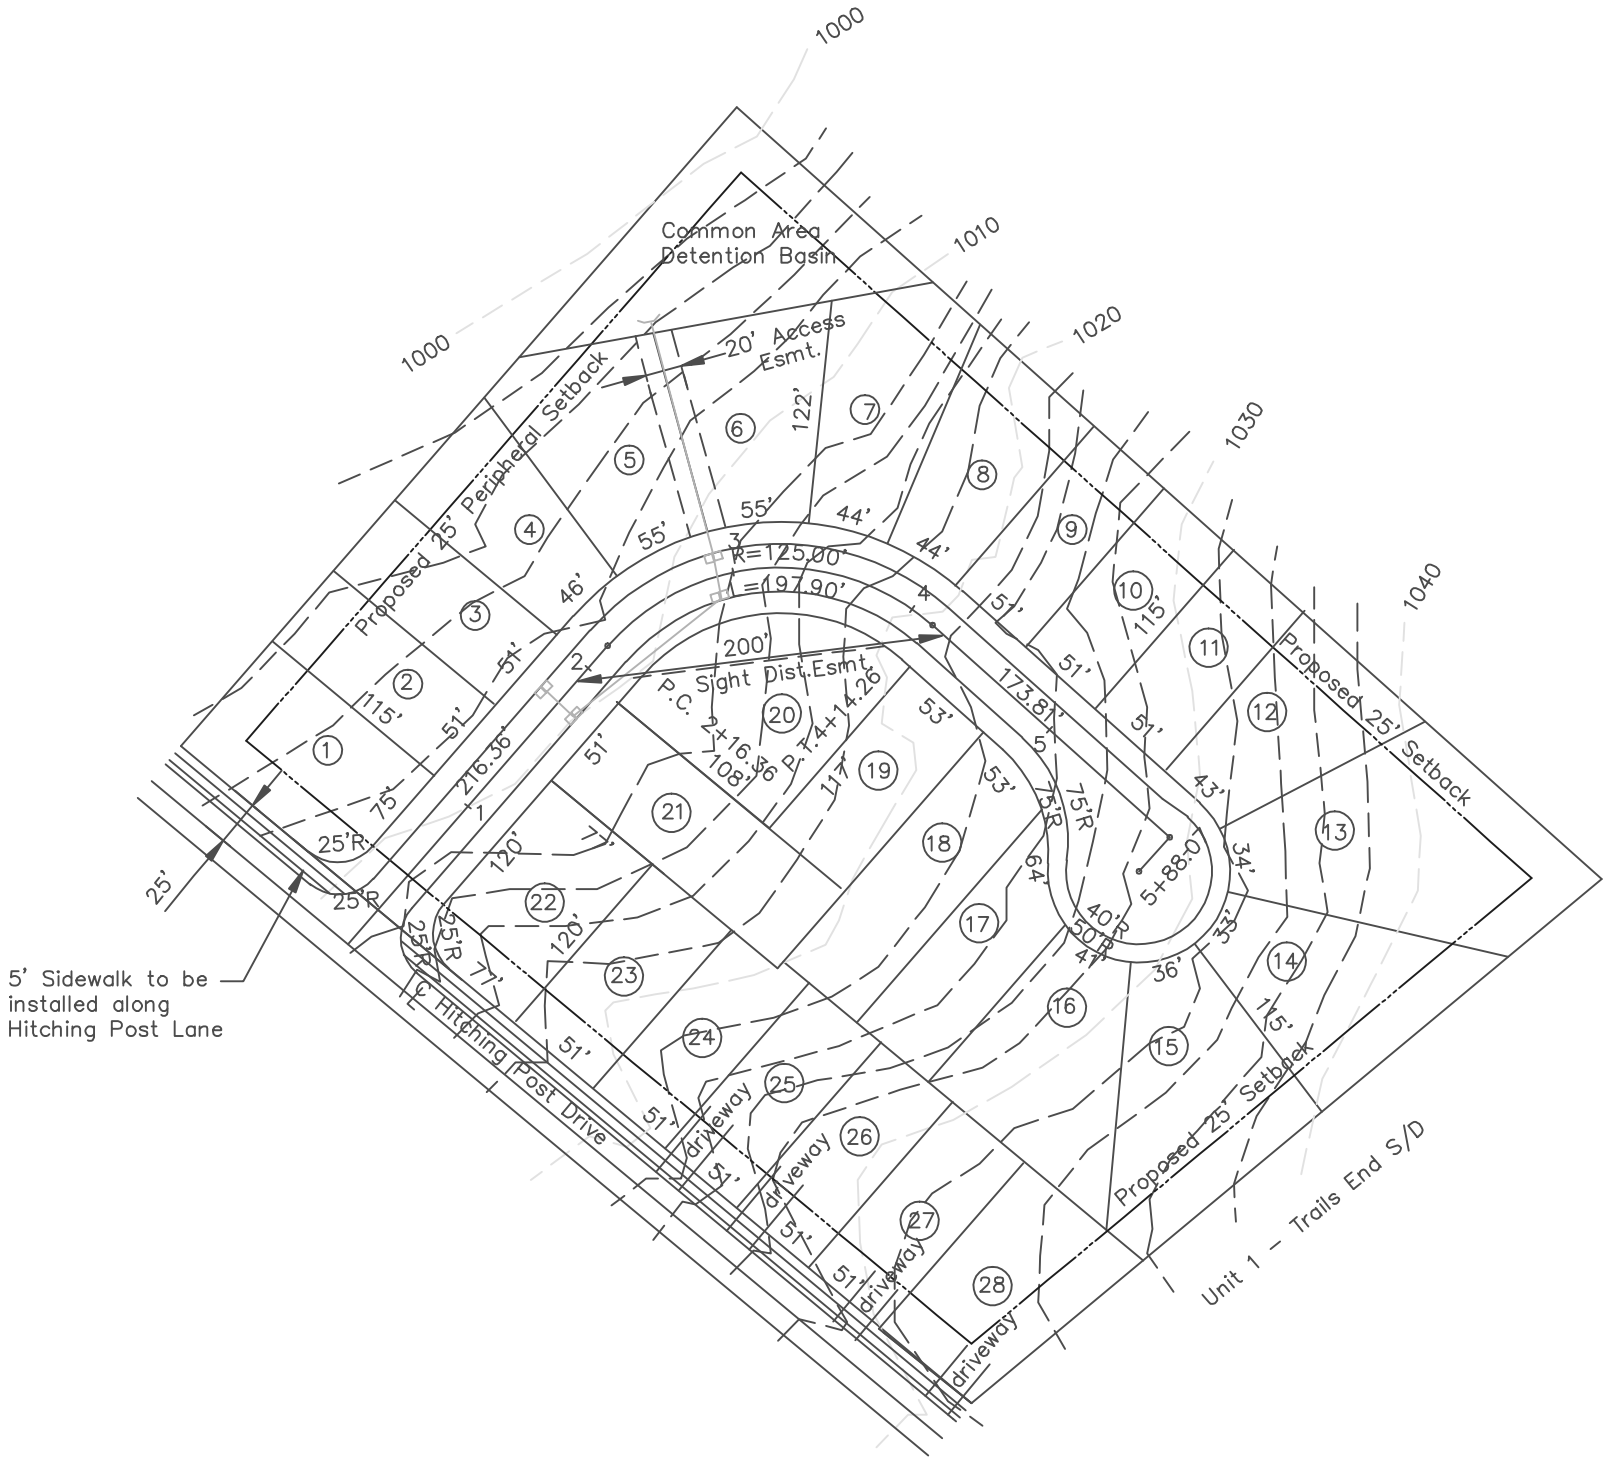 1000
1010
1020
1030
1040
1000
Common Area
Detention Basin
20' Access
Esmt.
Proposed 25' Peripheral Setback
122'
7
6
5
8
4
9
3
10
2
11
1
12
13
14
15
16
17
18
19
20
21
22
23
24
25
26
27
28
55'
55'
44'
44'
46'
51'
51'
51'
75'
115'
R=125.00'
=197.90'
3
4
2
1
5
200'
Sight Dist.Esmt.
P.C. 2+16.36
P.T.4+14.26
216.36'
173.81'
5+88.07
51'
108'
117'
53'
53'
51'
51'
115'
43'
34'
33'
36'
47'
64'
75'R
75'R
40'R
50'R
115'
120'
120'
77'
25'R
25'R
25'R
25'R
25'
Proposed 25' Setback
Proposed 25' Setback
5' Sidewalk to be
installed along
Hitching Post Lane
Hitching Post Drive
51'
51'
51'
51'
51'
driveway
driveway
driveway
driveway
Unit 1 - Trails End S/D